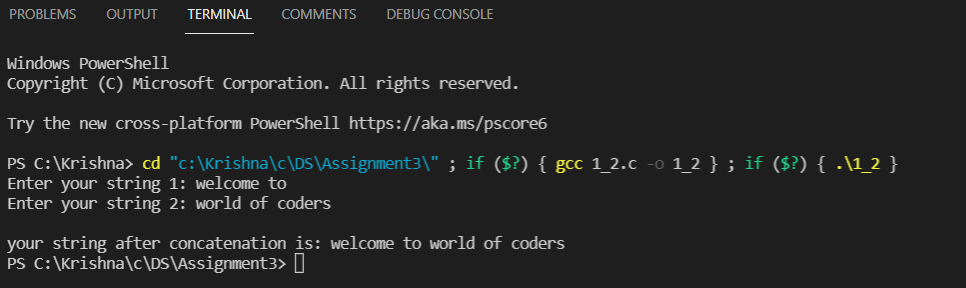 PROBLEMS OUTPUT TERMINAL COMMENTS DEBUG CONSOLE
Windows PowerShell
Copyright (C) Microsoft Corporation. All rights reserved.
Try the new cross-platform PowerShell https://aka.ms/pscore6
PS C:\Krishna> cd "c:\Krishna\c\DS\Assignment3\" ; if ($?) { gcc 1_2.c -o 1_2 } ; if ($?) { .\1_2 }
Enter your string 1: welcome to
Enter your string 2: world of coders
your string after concatenation is: welcome to world of coders
PS C:\Krishna\c\DS\Assignment3>